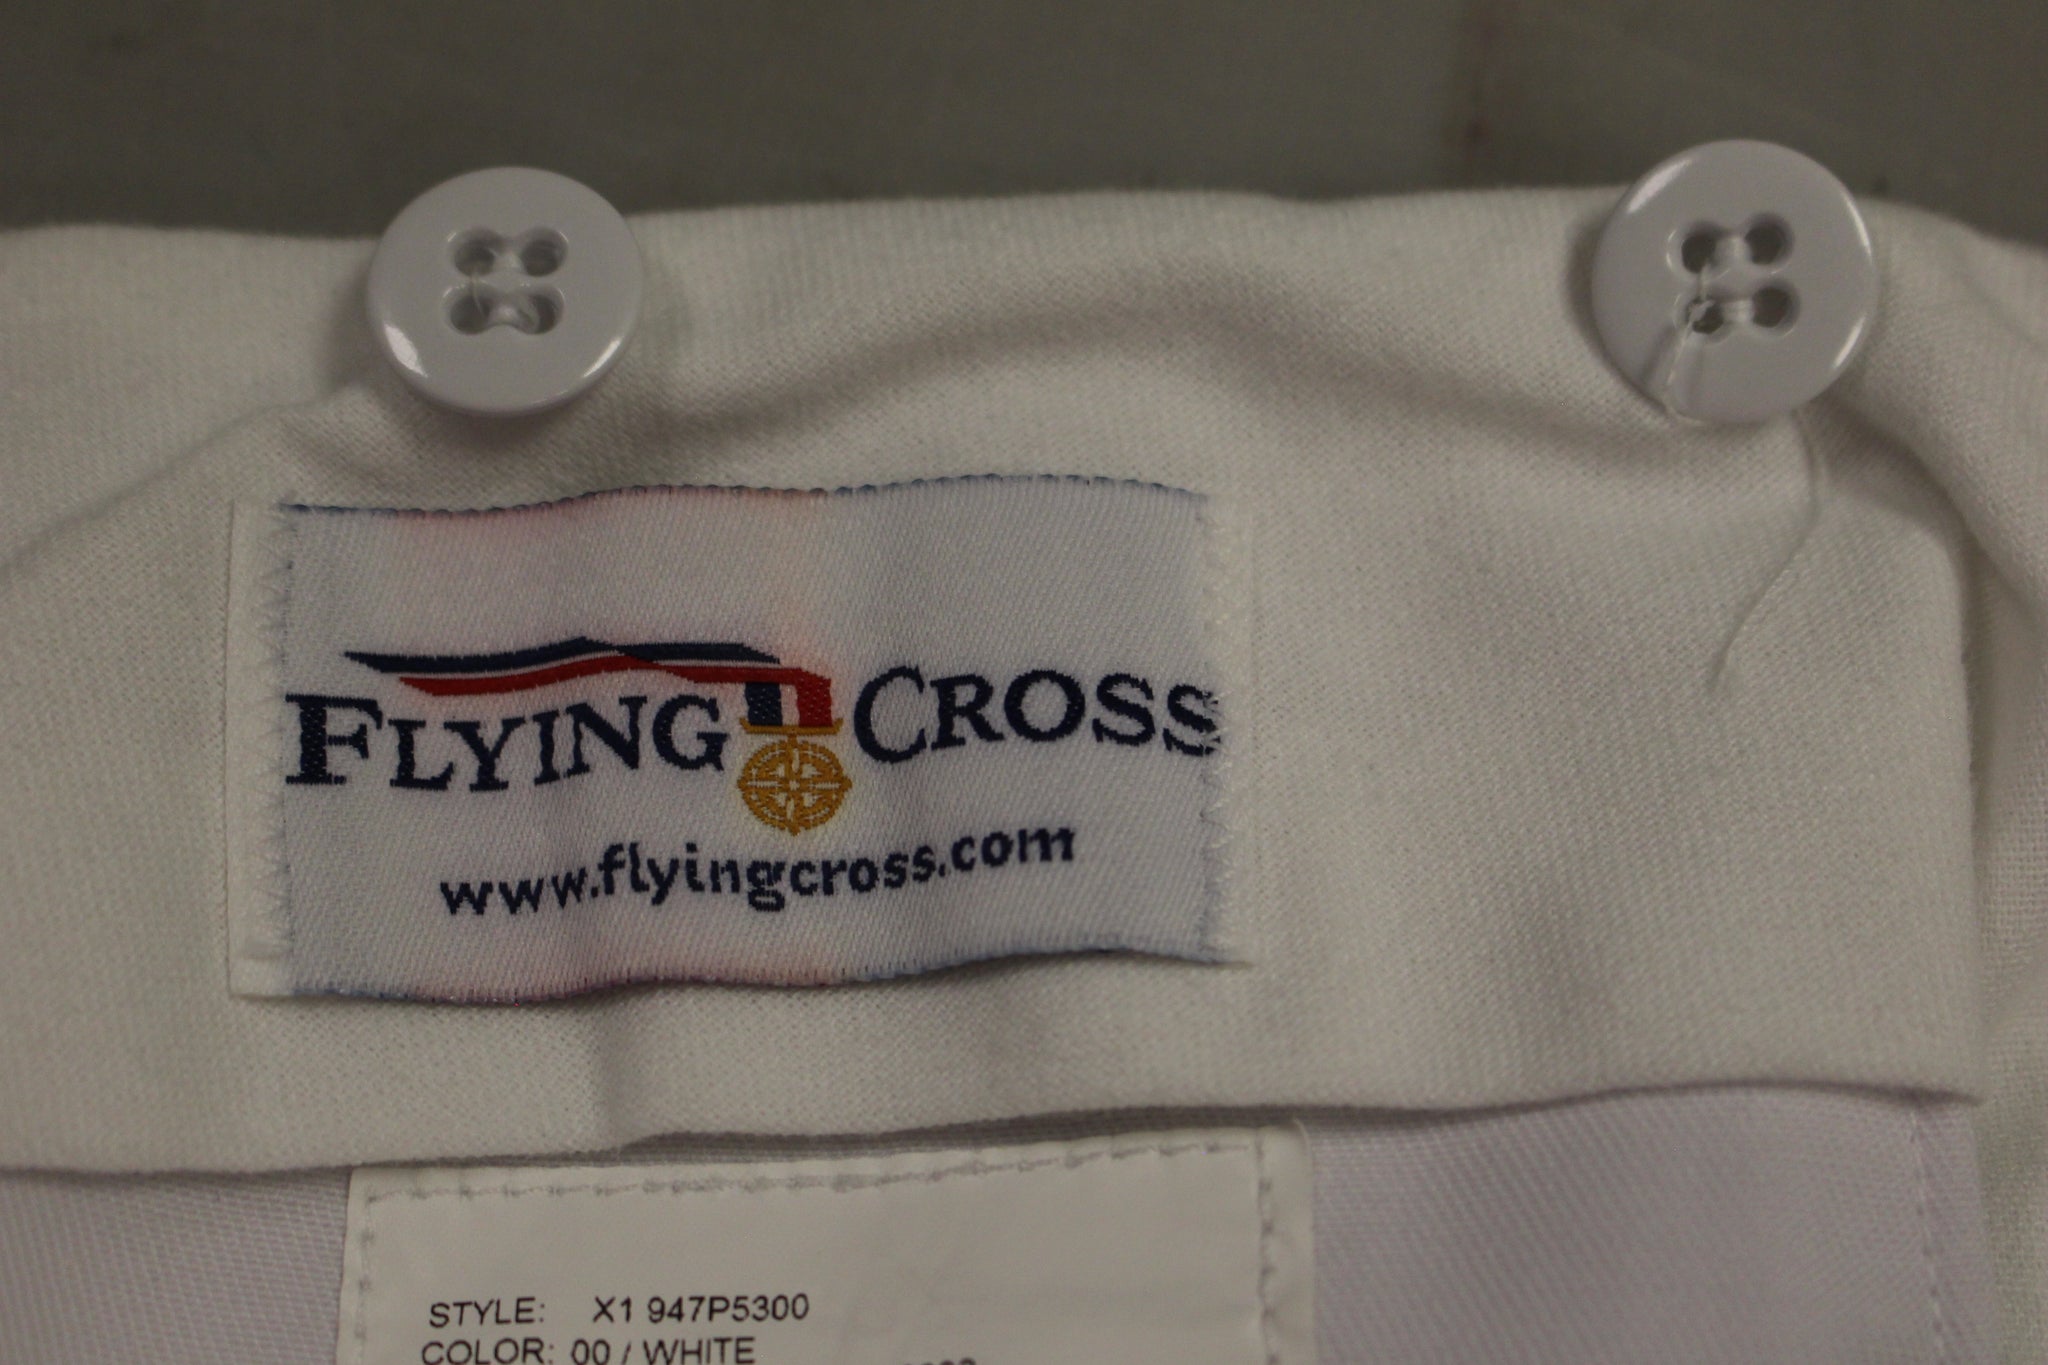 FLYING CROSS
www.flyingcross.com
STYLE: X1 947P5300
COLOR: 00 / WHITE